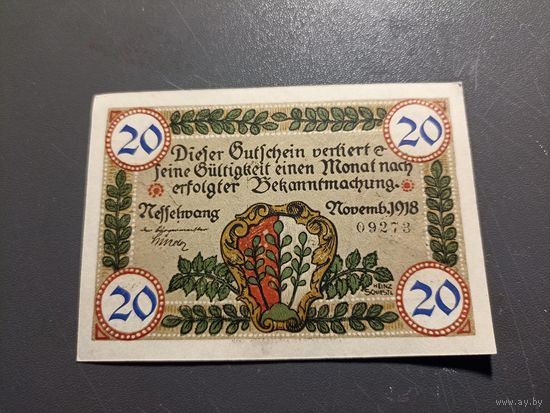 20
20
Dieser Gutschein verliert
seine Gültigkeit einen Monat nach
erfolgter Bekanntmachung.
Nesselwang Novemb. 1918
09273
HEINZ
20
20
www.ay.by